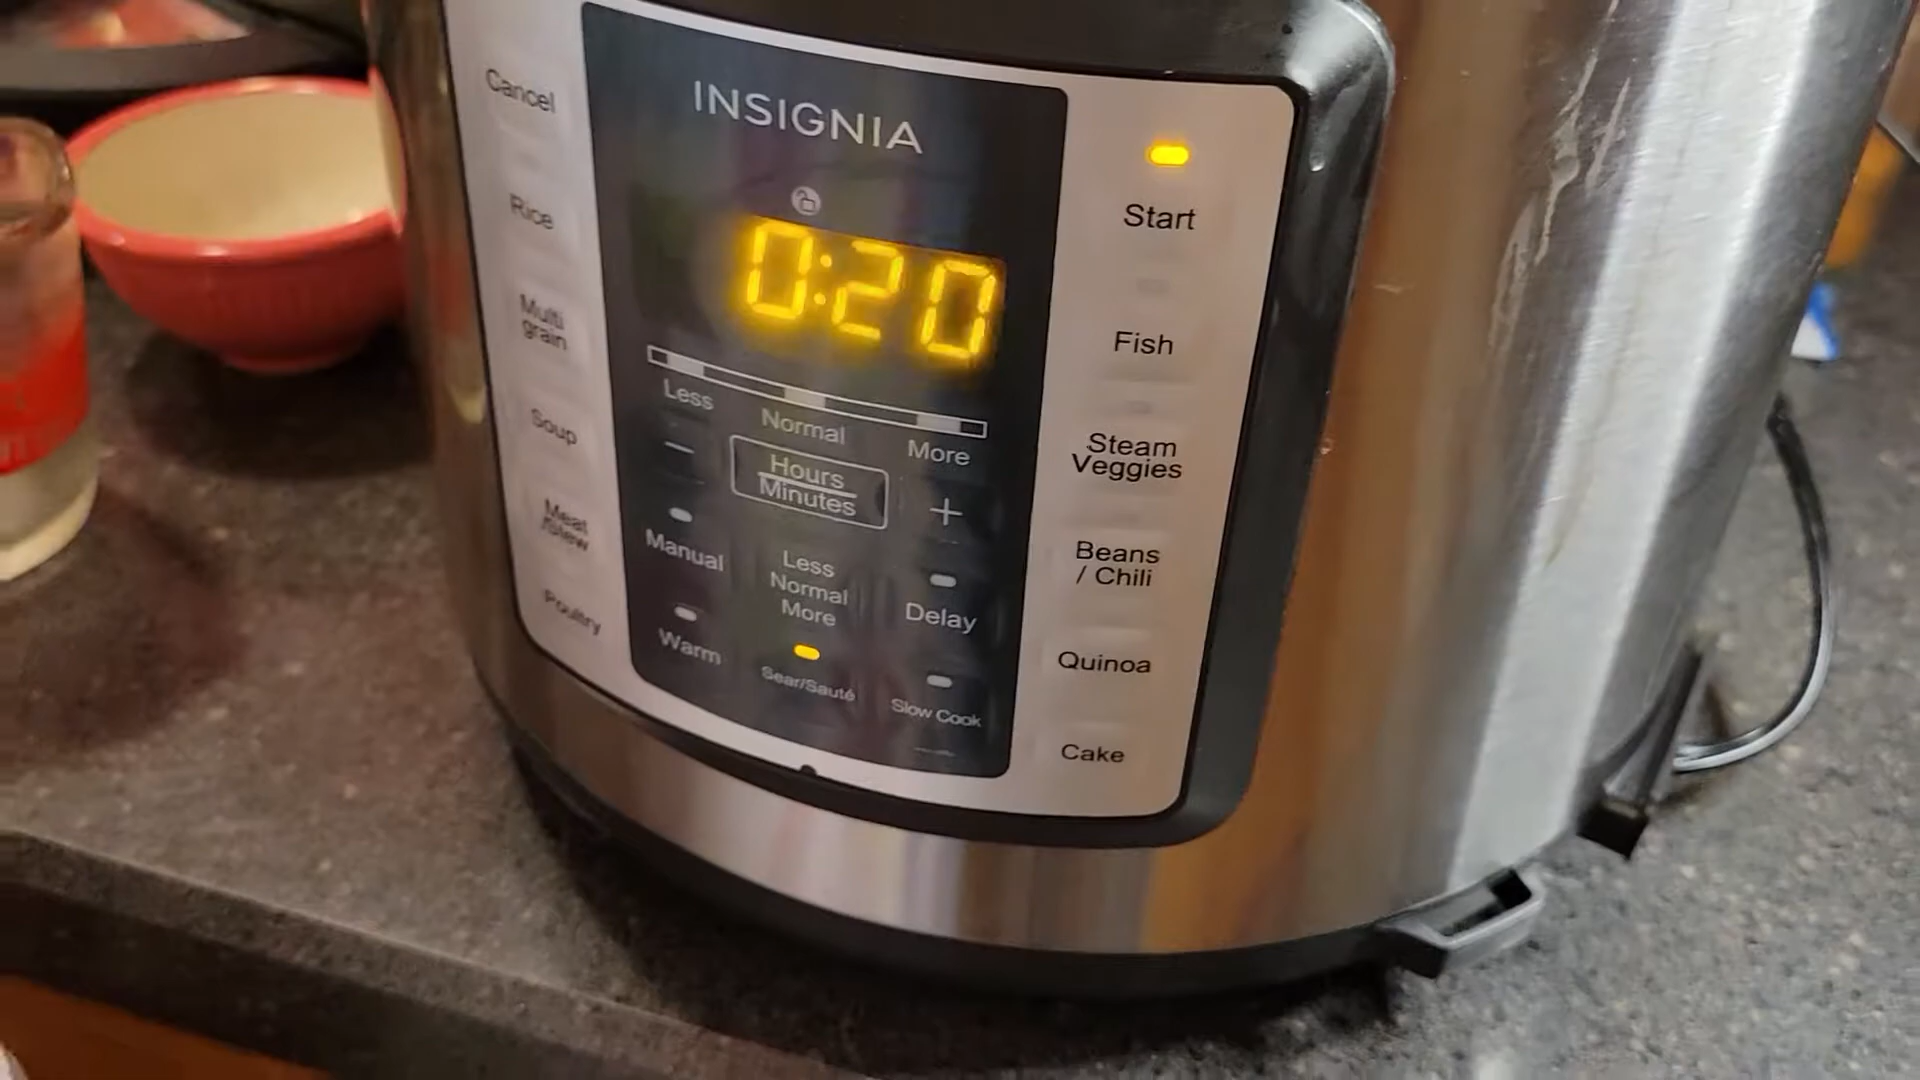 Cancel
Rice
Multi
grain
Soup
Meat
/Stew
Poultry
INSIGNIA
0:20
Less
Normal
More
−
Hours
Minutes
+
Manual
Less
Normal
More
Delay
Warm
Sear/Sauté
Slow Cook
Start
Fish
Steam
Veggies
Beans
/ Chili
Quinoa
Cake